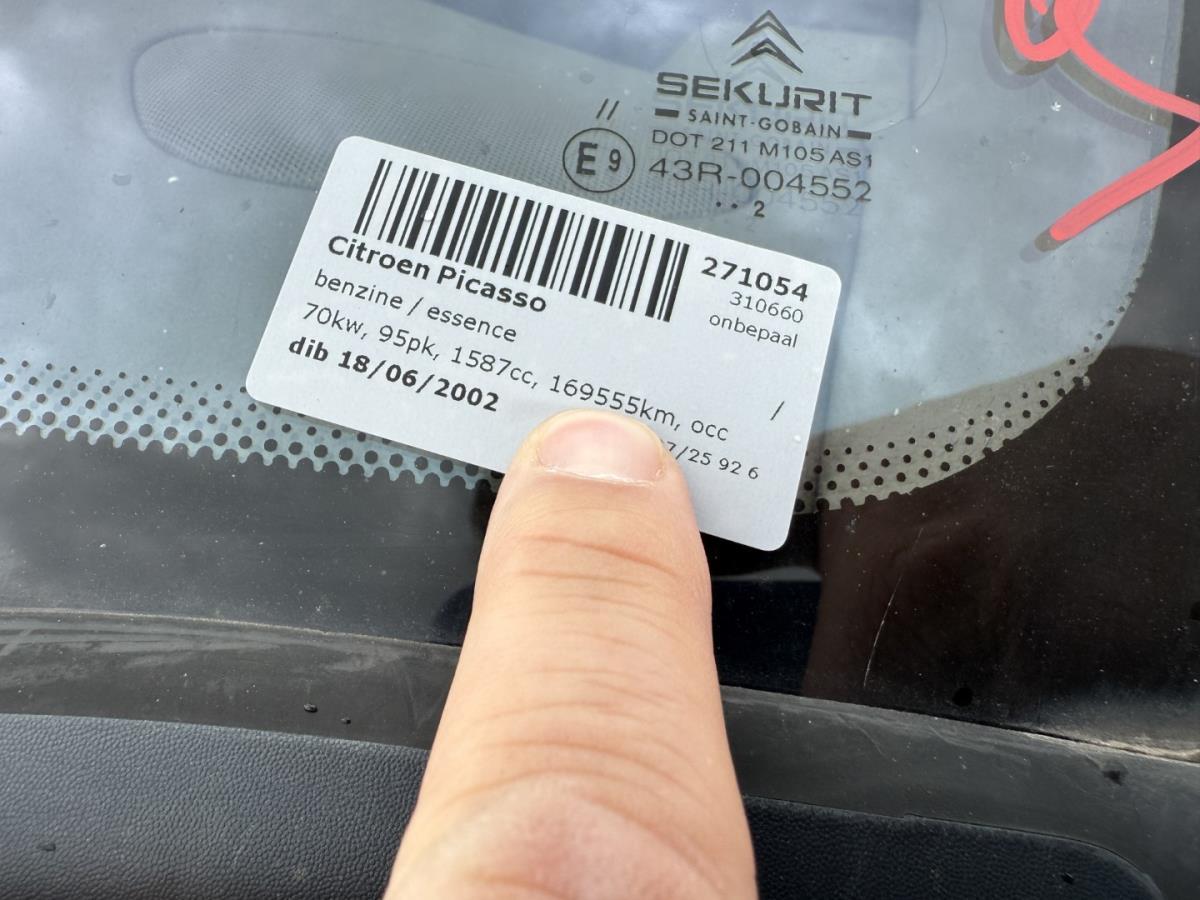 SEKURIT
SAINT-GOBAIN
DOT 211 M105 AS1
E9 43R-004552
.. 2
271054
310660
onbepaal
Citroen Picasso
benzine / essence
70kw, 95pk, 1587cc, 169555km, occ /
dib 18/06/2002
7/25 92 6